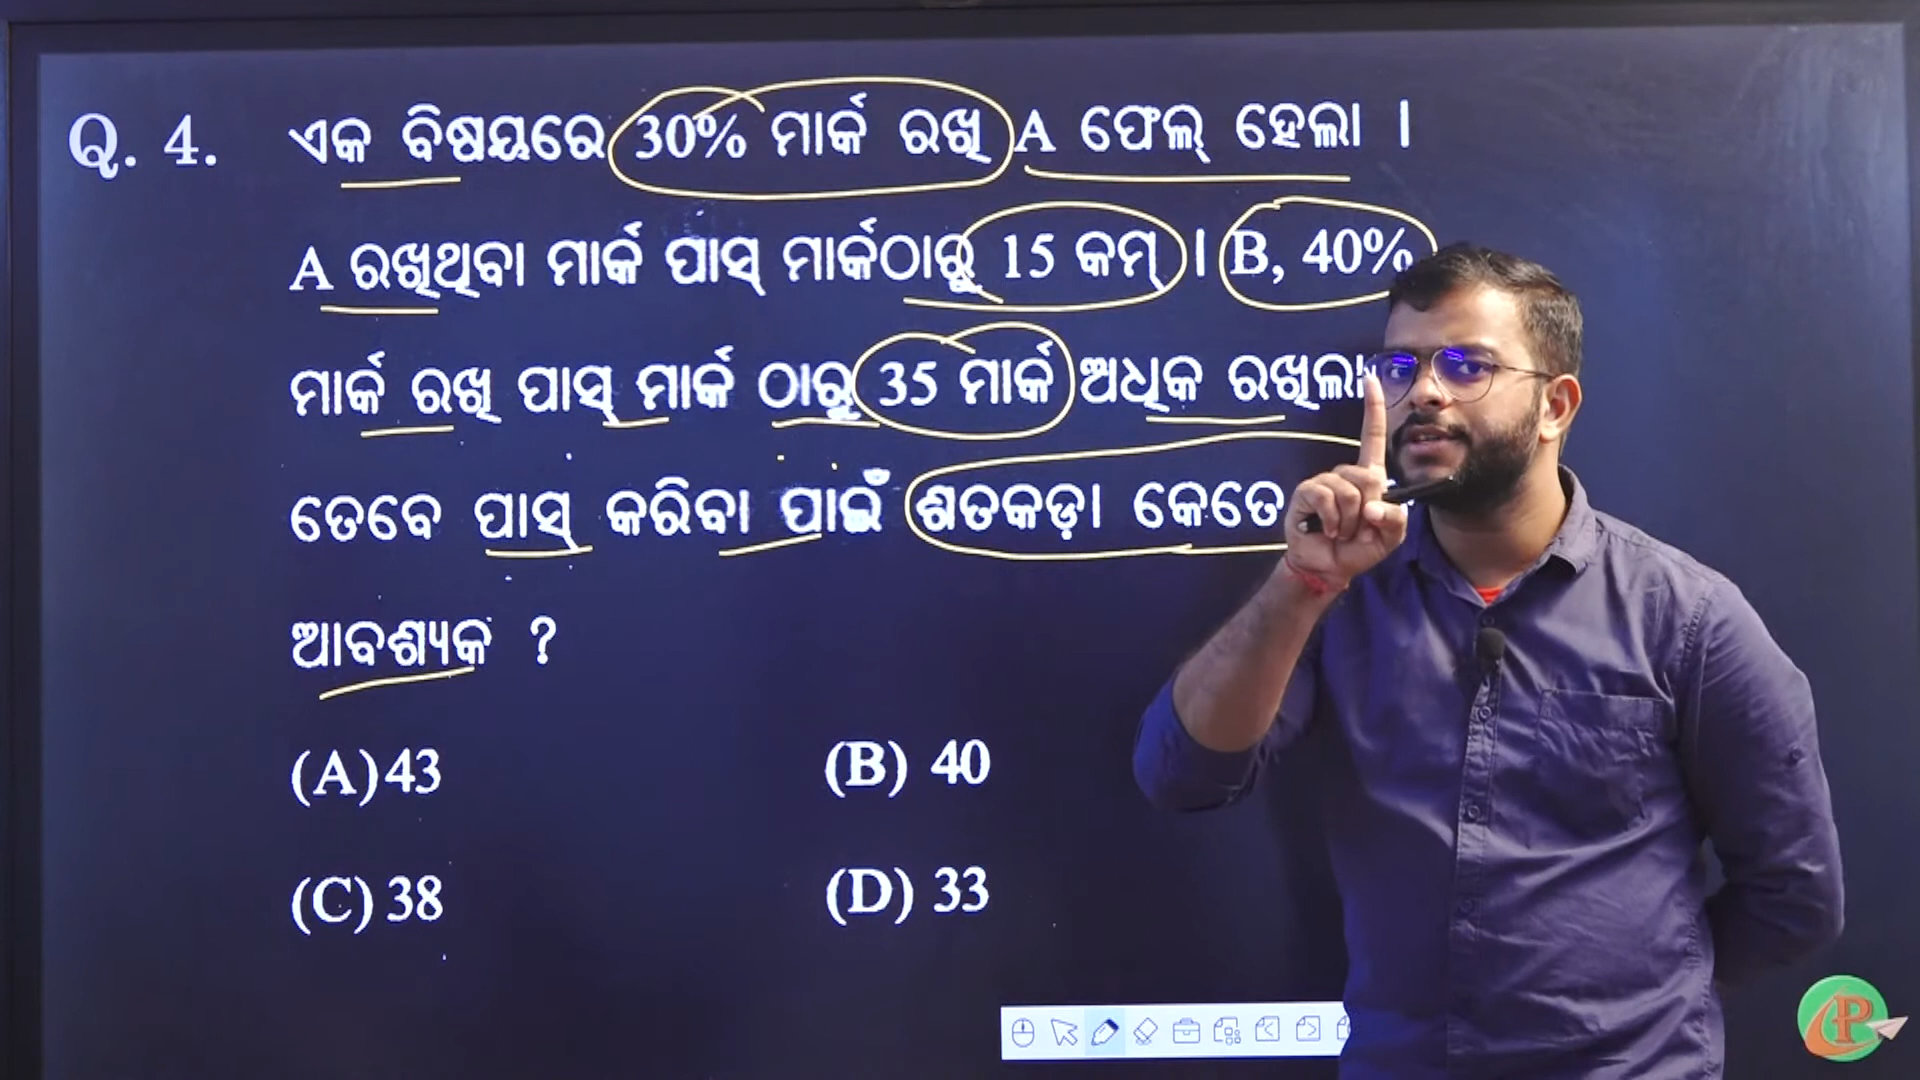 Q. 4. ଏକ ବିଷୟରେ 30% ମାର୍କ ରଖି A ଫେଲ୍ ହେଲା ।
A ରଖିଥିବା ମାର୍କ ପାସ୍ ମାର୍କଠାରୁ 15 କମ୍ । B, 40%
ମାର୍କ ରଖି ପାସ୍ ମାର୍କ ଠାରୁ 35 ମାର୍କ ଅଧିକ ରଖିଲା
ତେବେ ପାସ୍ କରିବା ପାଇଁ ଶତକଡ଼ା କେତେ
ଆବଶ୍ୟକ ?
(A) 43 (B) 40
(C) 38 (D) 33
P